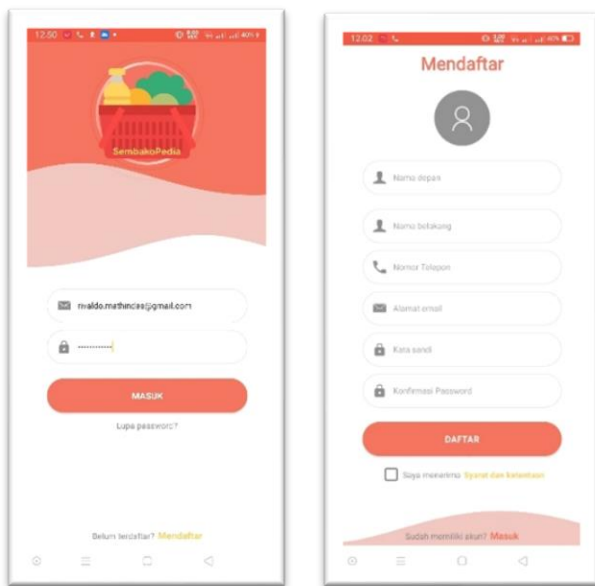 12.50
SembakoPedia
rivaldo.mathindas@gmail.com
MASUK
Lupa password?
Belum terdaftar? Mendaftar
12.02
Mendaftar
Nama depan
Nama belakang
Nomor Telepon
Alamat email
Kata sandi
Konfirmasi Password
DAFTAR
Saya menerima Syarat dan ketentuan
Sudah memiliki akun? Masuk